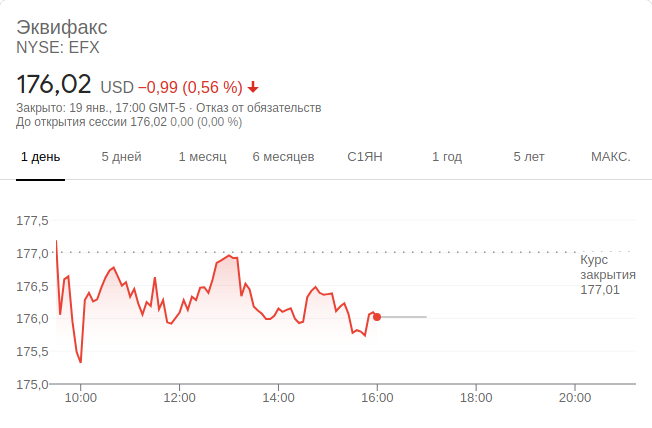 Эквифакс
NYSE: EFX
176,02 USD −0,99 (0,56 %)
Закрыто: 19 янв., 17:00 GMT-5 · Отказ от обязательств
До открытия сессии 176,02 0,00 (0,00 %)
1 день 5 дней 1 месяц 6 месяцев С1ЯН 1 год 5 лет МАКС.
177,5
177,0
Курс
закрытия
177,01
176,5
176,0
175,5
175,0
10:00 12:00 14:00 16:00 18:00 20:00